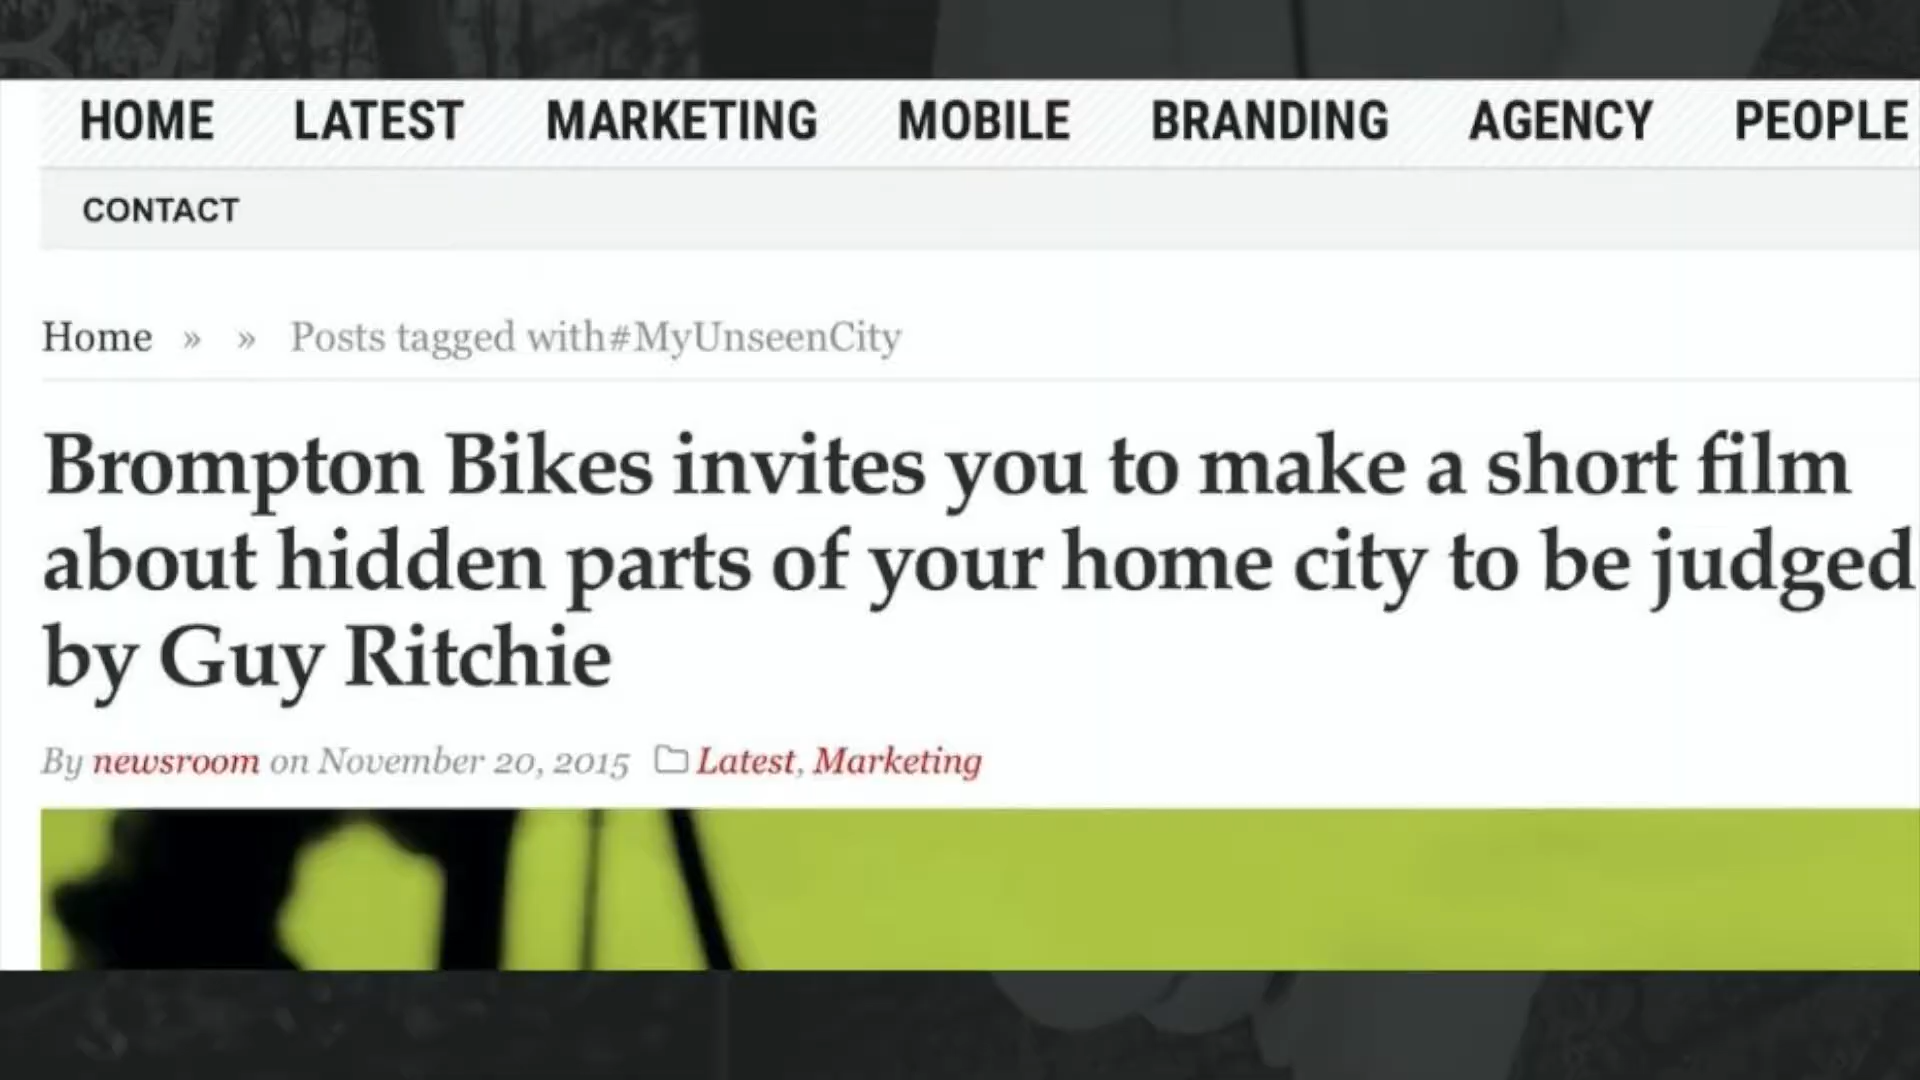 HOME LATEST MARKETING MOBILE BRANDING AGENCY PEOPLE
CONTACT
Home » » Posts tagged with#MyUnseenCity
Brompton Bikes invites you to make a short film
about hidden parts of your home city to be judged
by Guy Ritchie
By newsroom on November 20, 2015 Latest, Marketing